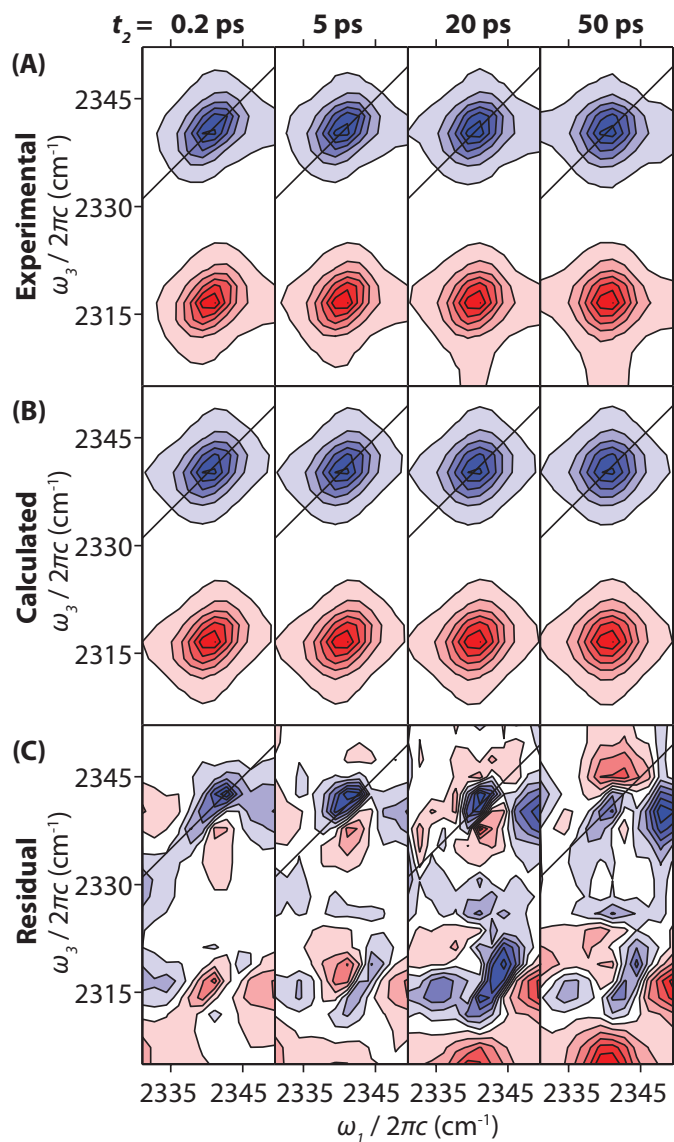 t₂ = 0.2 ps 5 ps 20 ps 50 ps
(A)
Experimental
ω₃ / 2πc (cm⁻¹)
2345
2330
2315
(B)
Calculated
ω₃ / 2πc (cm⁻¹)
2345
2330
2315
(C)
Residual
ω₃ / 2πc (cm⁻¹)
2345
2330
2315
2335 2345 2335 2345 2335 2345 2335 2345
ω₁ / 2πc (cm⁻¹)